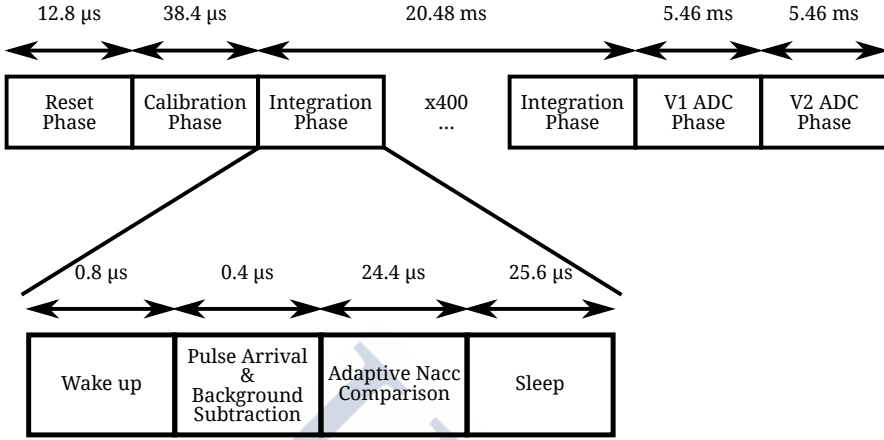 12.8 µs 38.4 µs 20.48 ms 5.46 ms 5.46 ms
Reset
Phase
Calibration
Phase
Integration
Phase
x400
...
Integration
Phase
V1 ADC
Phase
V2 ADC
Phase
0.8 µs 0.4 µs 24.4 µs 25.6 µs
Wake up
Pulse Arrival
&
Background
Subtraction
Adaptive Nacc
Comparison
Sleep